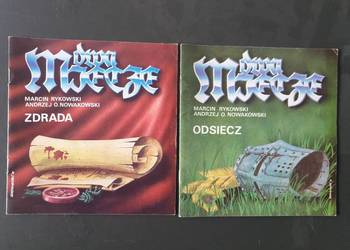 dwa
Miecze
MARCIN RYKOWSKI
ANDRZEJ O. NOWAKOWSKI
ZDRADA
dwa
Miecze
MARCIN RYKOWSKI
ANDRZEJ O. NOWAKOWSKI
ODSIECZ